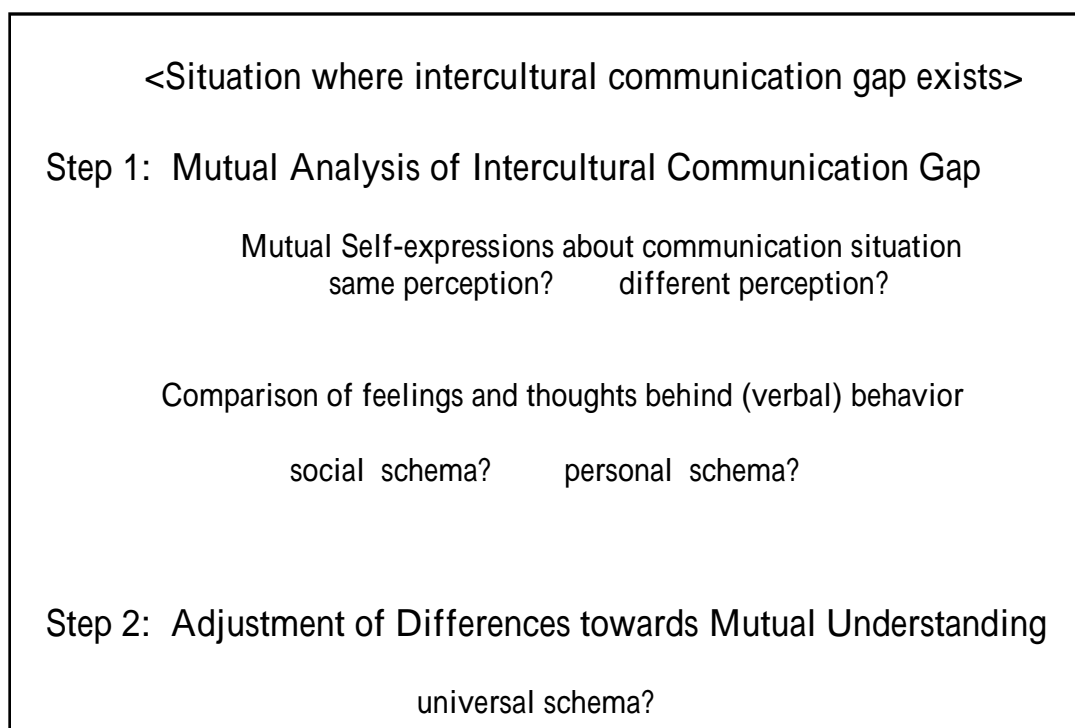 <Situation where intercultural communication gap exists>
Step 1: Mutual Analysis of Intercultural Communication Gap
Mutual Self-expressions about communication situation
same perception? different perception?
Comparison of feelings and thoughts behind (verbal) behavior
social schema? personal schema?
Step 2: Adjustment of Differences towards Mutual Understanding
universal schema?